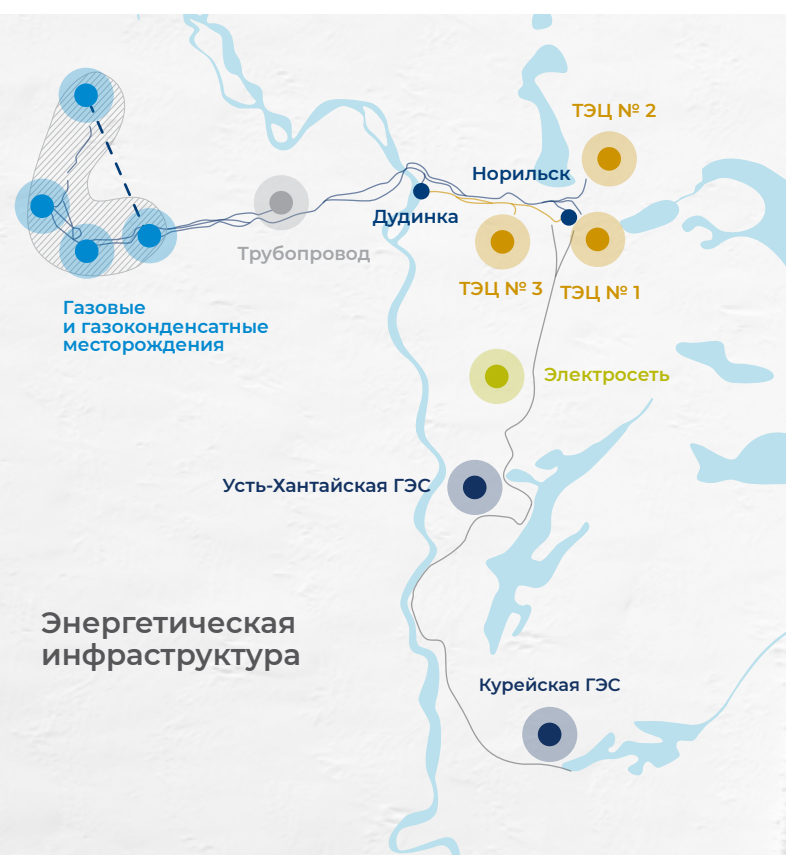 ТЭЦ № 2
Норильск
Дудинка
Трубопровод
ТЭЦ № 3
ТЭЦ № 1
Газовые
и газоконденсатные
месторождения
Электросеть
Усть-Хантайская ГЭС
Энергетическая
инфраструктура
Курейская ГЭС